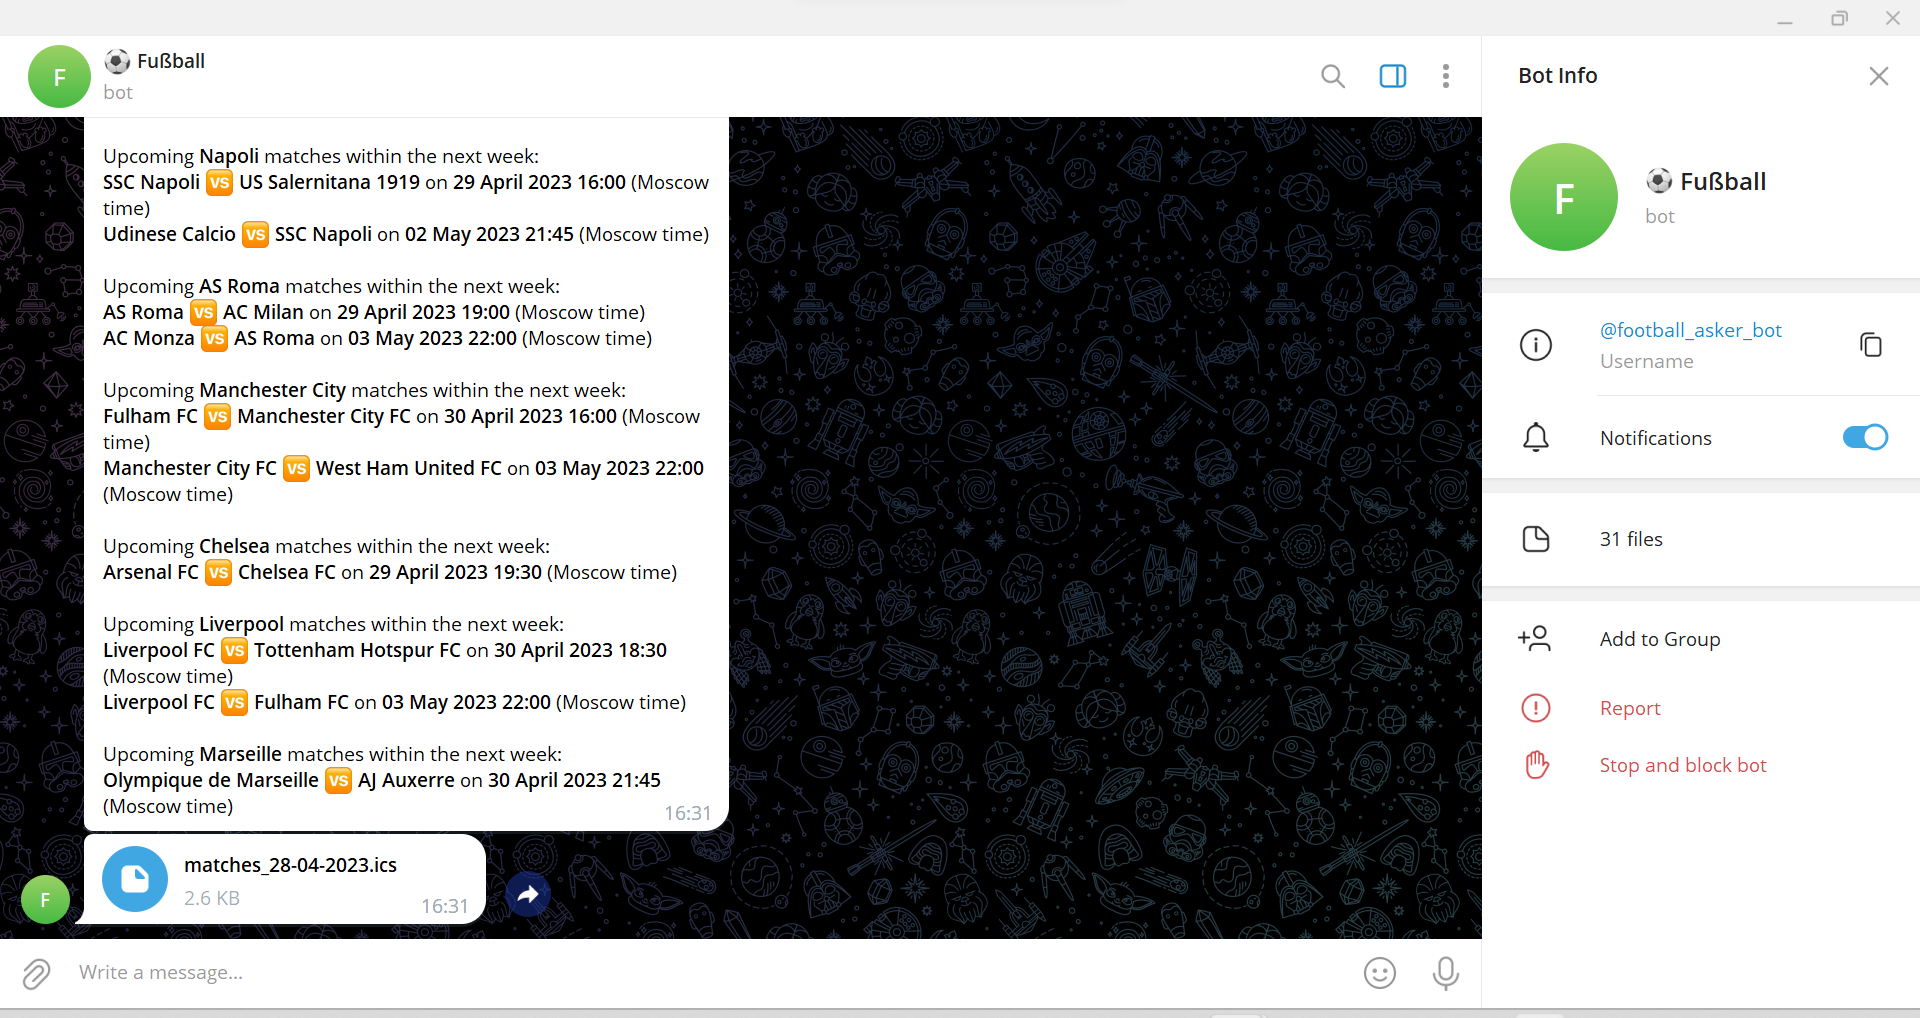 F
⚽ Fußball
bot
Upcoming Napoli matches within the next week:
SSC Napoli 🆚 US Salernitana 1919 on 29 April 2023 16:00 (Moscow
time)
Udinese Calcio 🆚 SSC Napoli on 02 May 2023 21:45 (Moscow time)
Upcoming AS Roma matches within the next week:
AS Roma 🆚 AC Milan on 29 April 2023 19:00 (Moscow time)
AC Monza 🆚 AS Roma on 03 May 2023 22:00 (Moscow time)
Upcoming Manchester City matches within the next week:
Fulham FC 🆚 Manchester City FC on 30 April 2023 16:00 (Moscow
time)
Manchester City FC 🆚 West Ham United FC on 03 May 2023 22:00
(Moscow time)
Upcoming Chelsea matches within the next week:
Arsenal FC 🆚 Chelsea FC on 29 April 2023 19:30 (Moscow time)
Upcoming Liverpool matches within the next week:
Liverpool FC 🆚 Tottenham Hotspur FC on 30 April 2023 18:30
(Moscow time)
Liverpool FC 🆚 Fulham FC on 03 May 2023 22:00 (Moscow time)
Upcoming Marseille matches within the next week:
Olympique de Marseille 🆚 AJ Auxerre on 30 April 2023 21:45
(Moscow time)
16:31
matches_28-04-2023.ics
2.6 KB
16:31
F
Write a message...
Bot Info
F
⚽ Fußball
bot
@football_asker_bot
Username
Notifications
31 files
Add to Group
Report
Stop and block bot